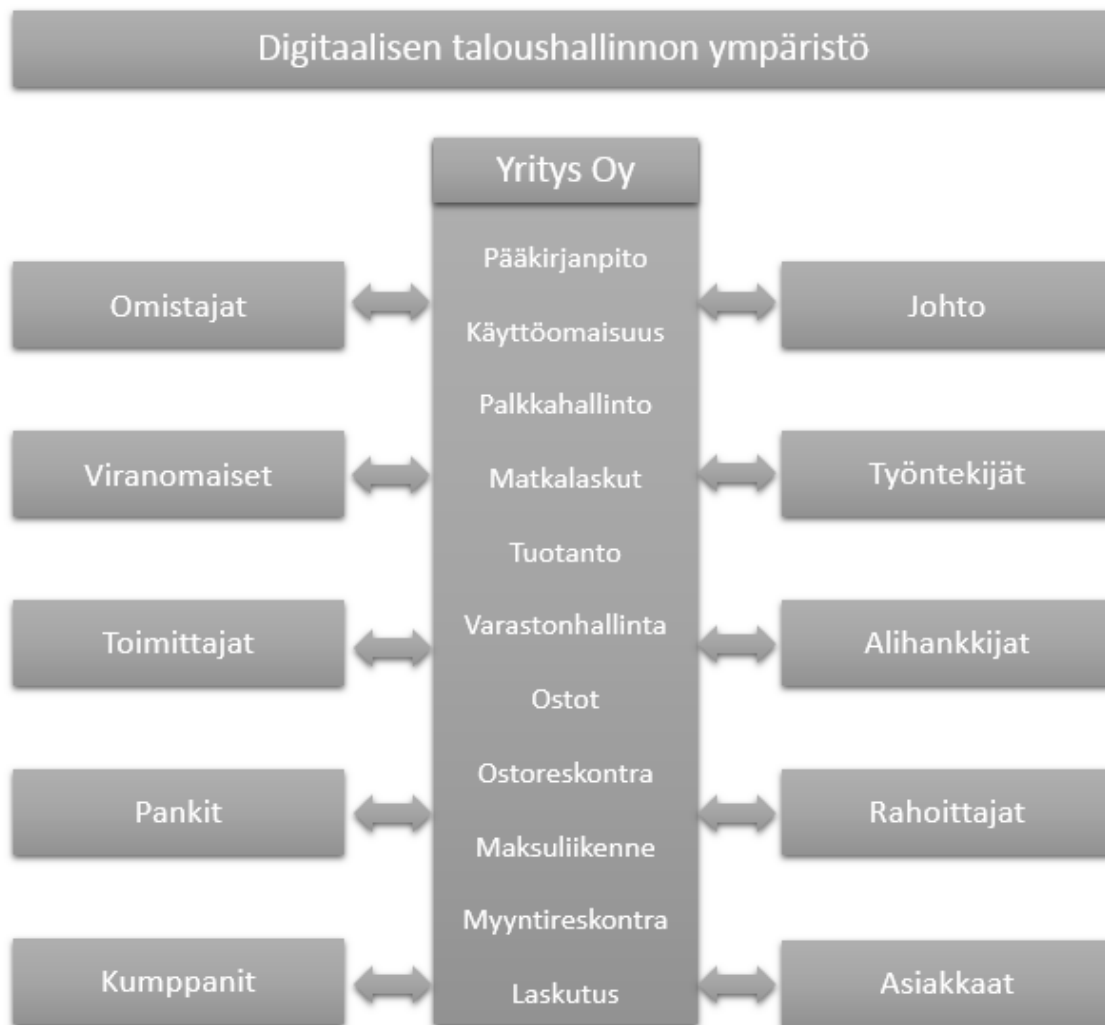 Digitaalisen taloushallinnon ympäristö
Yritys Oy
Pääkirjanpito
Käyttöomaisuus
Palkkahallinto
Matkalaskut
Tuotanto
Varastonhallinta
Ostot
Ostoreskontra
Maksuliikenne
Myyntireskontra
Laskutus
Omistajat
Viranomaiset
Toimittajat
Pankit
Kumppanit
Johto
Työntekijät
Alihankkijat
Rahoittajat
Asiakkaat